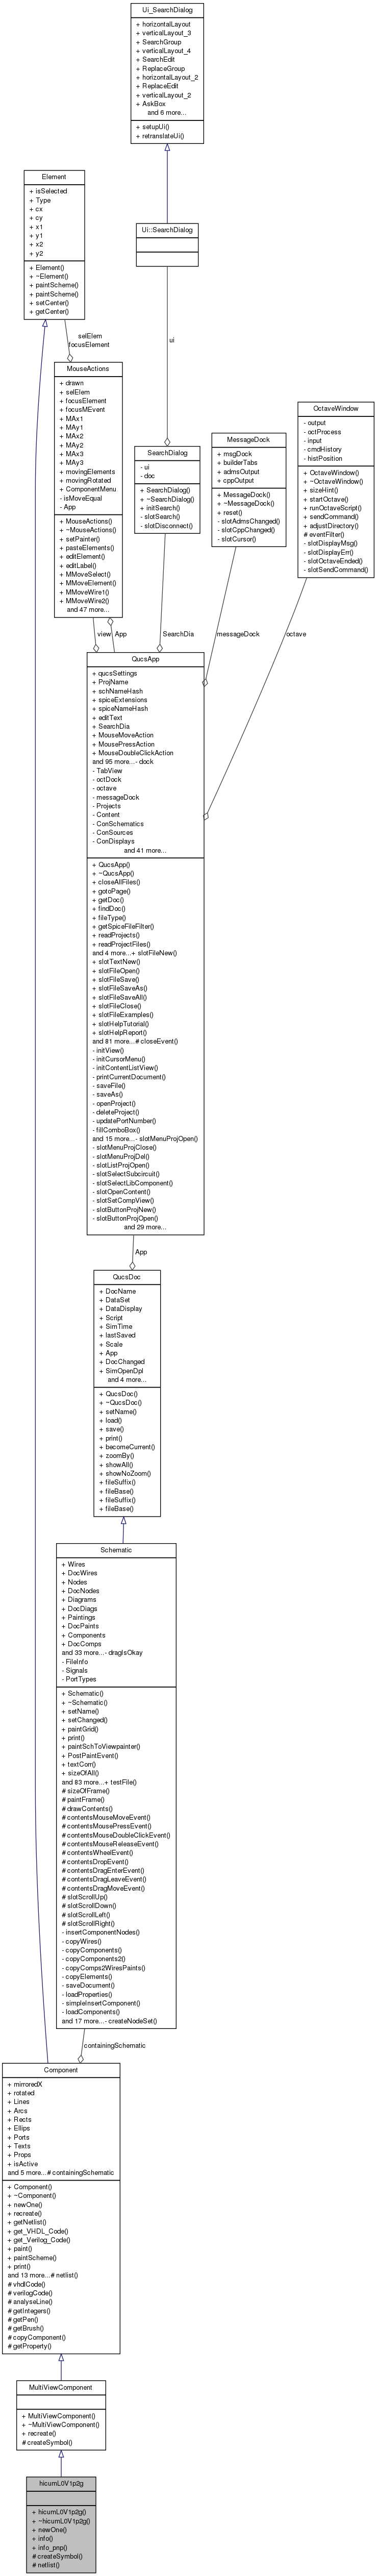 Ui_SearchDialog
+ horizontalLayout
+ verticalLayout_3
+ SearchGroup
+ verticalLayout_4
+ SearchEdit
+ ReplaceGroup
+ horizontalLayout_2
+ ReplaceEdit
+ verticalLayout_2
+ AskBox
and 6 more...
+ setupUi()
+ retranslateUi()
Element
+ isSelected
+ Type
+ cx
+ cy
+ x1
+ y1
+ x2
+ y2
+ Element()
+ ~Element()
+ paintScheme()
+ paintScheme()
+ setCenter()
+ getCenter()
Ui::SearchDialog
selElem
focusElement
ui
MouseActions
+ drawn
+ selElem
+ focusElement
+ focusMEvent
+ MAx1
+ MAy1
+ MAx2
+ MAy2
+ MAx3
+ MAy3
+ movingElements
+ movingRotated
+ ComponentMenu
- isMoveEqual
- App
+ MouseActions()
+ ~MouseActions()
+ setPainter()
+ pasteElements()
+ editElement()
+ editLabel()
+ MMoveSelect()
+ MMoveElement()
+ MMoveWire1()
+ MMoveWire2()
and 47 more...
SearchDialog
- ui
- doc
+ SearchDialog()
+ ~SearchDialog()
+ initSearch()
- slotSearch()
- slotDisconnect()
MessageDock
+ msgDock
+ builderTabs
+ admsOutput
+ cppOutput
+ MessageDock()
+ ~MessageDock()
+ reset()
- slotAdmsChanged()
- slotCppChanged()
- slotCursor()
OctaveWindow
- output
- octProcess
- input
- cmdHistory
- histPosition
+ OctaveWindow()
+ ~OctaveWindow()
+ sizeHint()
+ startOctave()
+ runOctaveScript()
+ sendCommand()
+ adjustDirectory()
# eventFilter()
- slotDisplayMsg()
- slotDisplayErr()
- slotOctaveEnded()
- slotSendCommand()
view
App
SearchDia
messageDock
octave
QucsApp
+ qucsSettings
+ ProjName
+ schNameHash
+ spiceExtensions
+ spiceNameHash
+ editText
+ SearchDia
+ MouseMoveAction
+ MousePressAction
+ MouseDoubleClickAction
and 95 more...- dock
- TabView
- octDock
- octave
- messageDock
- Projects
- Content
- ConSchematics
- ConSources
- ConDisplays
and 41 more...
+ QucsApp()
+ ~QucsApp()
+ closeAllFiles()
+ gotoPage()
+ getDoc()
+ findDoc()
+ fileType()
+ getSpiceFileFilter()
+ readProjects()
+ readProjectFiles()
and 4 more...+ slotFileNew()
+ slotTextNew()
+ slotFileOpen()
+ slotFileSave()
+ slotFileSaveAs()
+ slotFileSaveAll()
+ slotFileClose()
+ slotFileExamples()
+ slotHelpTutorial()
+ slotHelpReport()
and 81 more...# closeEvent()
- initView()
- initCursorMenu()
- initContentListView()
- printCurrentDocument()
- saveFile()
- saveAs()
- openProject()
- deleteProject()
- updatePortNumber()
- fillComboBox()
and 15 more...- slotMenuProjOpen()
- slotMenuProjClose()
- slotMenuProjDel()
- slotListProjOpen()
- slotSelectSubcircuit()
- slotSelectLibComponent()
- slotOpenContent()
- slotSetCompView()
- slotButtonProjNew()
- slotButtonProjOpen()
and 29 more...
App
QucsDoc
+ DocName
+ DataSet
+ DataDisplay
+ Script
+ SimTime
+ lastSaved
+ Scale
+ App
+ DocChanged
+ SimOpenDpl
and 4 more...
+ QucsDoc()
+ ~QucsDoc()
+ setName()
+ load()
+ save()
+ print()
+ becomeCurrent()
+ zoomBy()
+ showAll()
+ showNoZoom()
+ fileSuffix()
+ fileBase()
+ fileSuffix()
+ fileBase()
Schematic
+ Wires
+ DocWires
+ Nodes
+ DocNodes
+ Diagrams
+ DocDiags
+ Paintings
+ DocPaints
+ Components
+ DocComps
and 33 more...- dragIsOkay
- FileInfo
- Signals
- PortTypes
+ Schematic()
+ ~Schematic()
+ setName()
+ setChanged()
+ paintGrid()
+ print()
+ paintSchToViewpainter()
+ PostPaintEvent()
+ textCorr()
+ sizeOfAll()
and 83 more...+ testFile()
# sizeOfFrame()
# paintFrame()
# drawContents()
# contentsMouseMoveEvent()
# contentsMousePressEvent()
# contentsMouseDoubleClickEvent()
# contentsMouseReleaseEvent()
# contentsWheelEvent()
# contentsDropEvent()
# contentsDragEnterEvent()
# contentsDragLeaveEvent()
# contentsDragMoveEvent()
# slotScrollUp()
# slotScrollDown()
# slotScrollLeft()
# slotScrollRight()
- insertComponentNodes()
- copyWires()
- copyComponents()
- copyComponents2()
- copyComps2WiresPaints()
- copyElements()
- saveDocument()
- loadProperties()
- simpleInsertComponent()
- loadComponents()
and 17 more...- createNodeSet()
containingSchematic
Component
+ mirroredX
+ rotated
+ Lines
+ Arcs
+ Rects
+ Ellips
+ Ports
+ Texts
+ Props
+ isActive
and 5 more...# containingSchematic
+ Component()
+ ~Component()
+ newOne()
+ recreate()
+ getNetlist()
+ get_VHDL_Code()
+ get_Verilog_Code()
+ paint()
+ paintScheme()
+ print()
and 13 more...# netlist()
# vhdlCode()
# verilogCode()
# analyseLine()
# getIntegers()
# getPen()
# getBrush()
# copyComponent()
# getProperty()
MultiViewComponent
+ MultiViewComponent()
+ ~MultiViewComponent()
+ recreate()
# createSymbol()
hicumL0V1p2g
+ hicumL0V1p2g()
+ ~hicumL0V1p2g()
+ newOne()
+ info()
+ info_pnp()
# createSymbol()
# netlist()